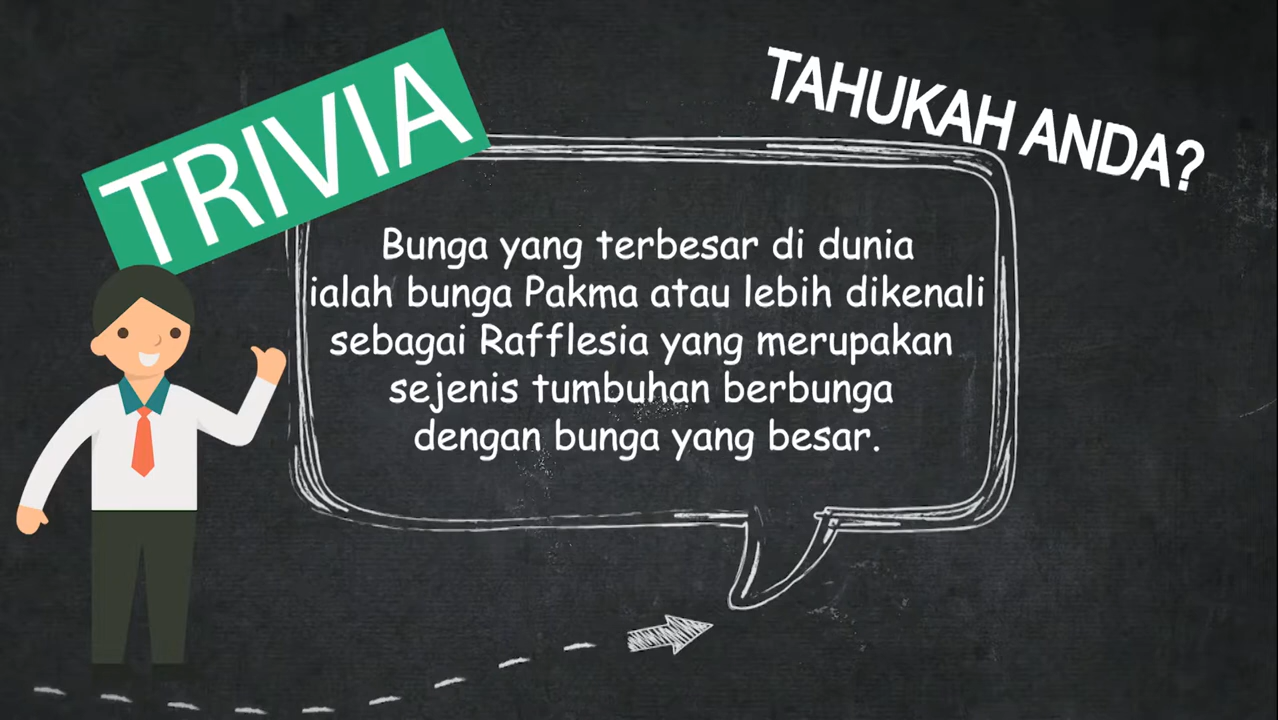 TRIVIA
TAHUKAH ANDA?
Bunga yang terbesar di dunia
ialah bunga Pakma atau lebih dikenali
sebagai Rafflesia yang merupakan
sejenis tumbuhan berbunga
dengan bunga yang besar.